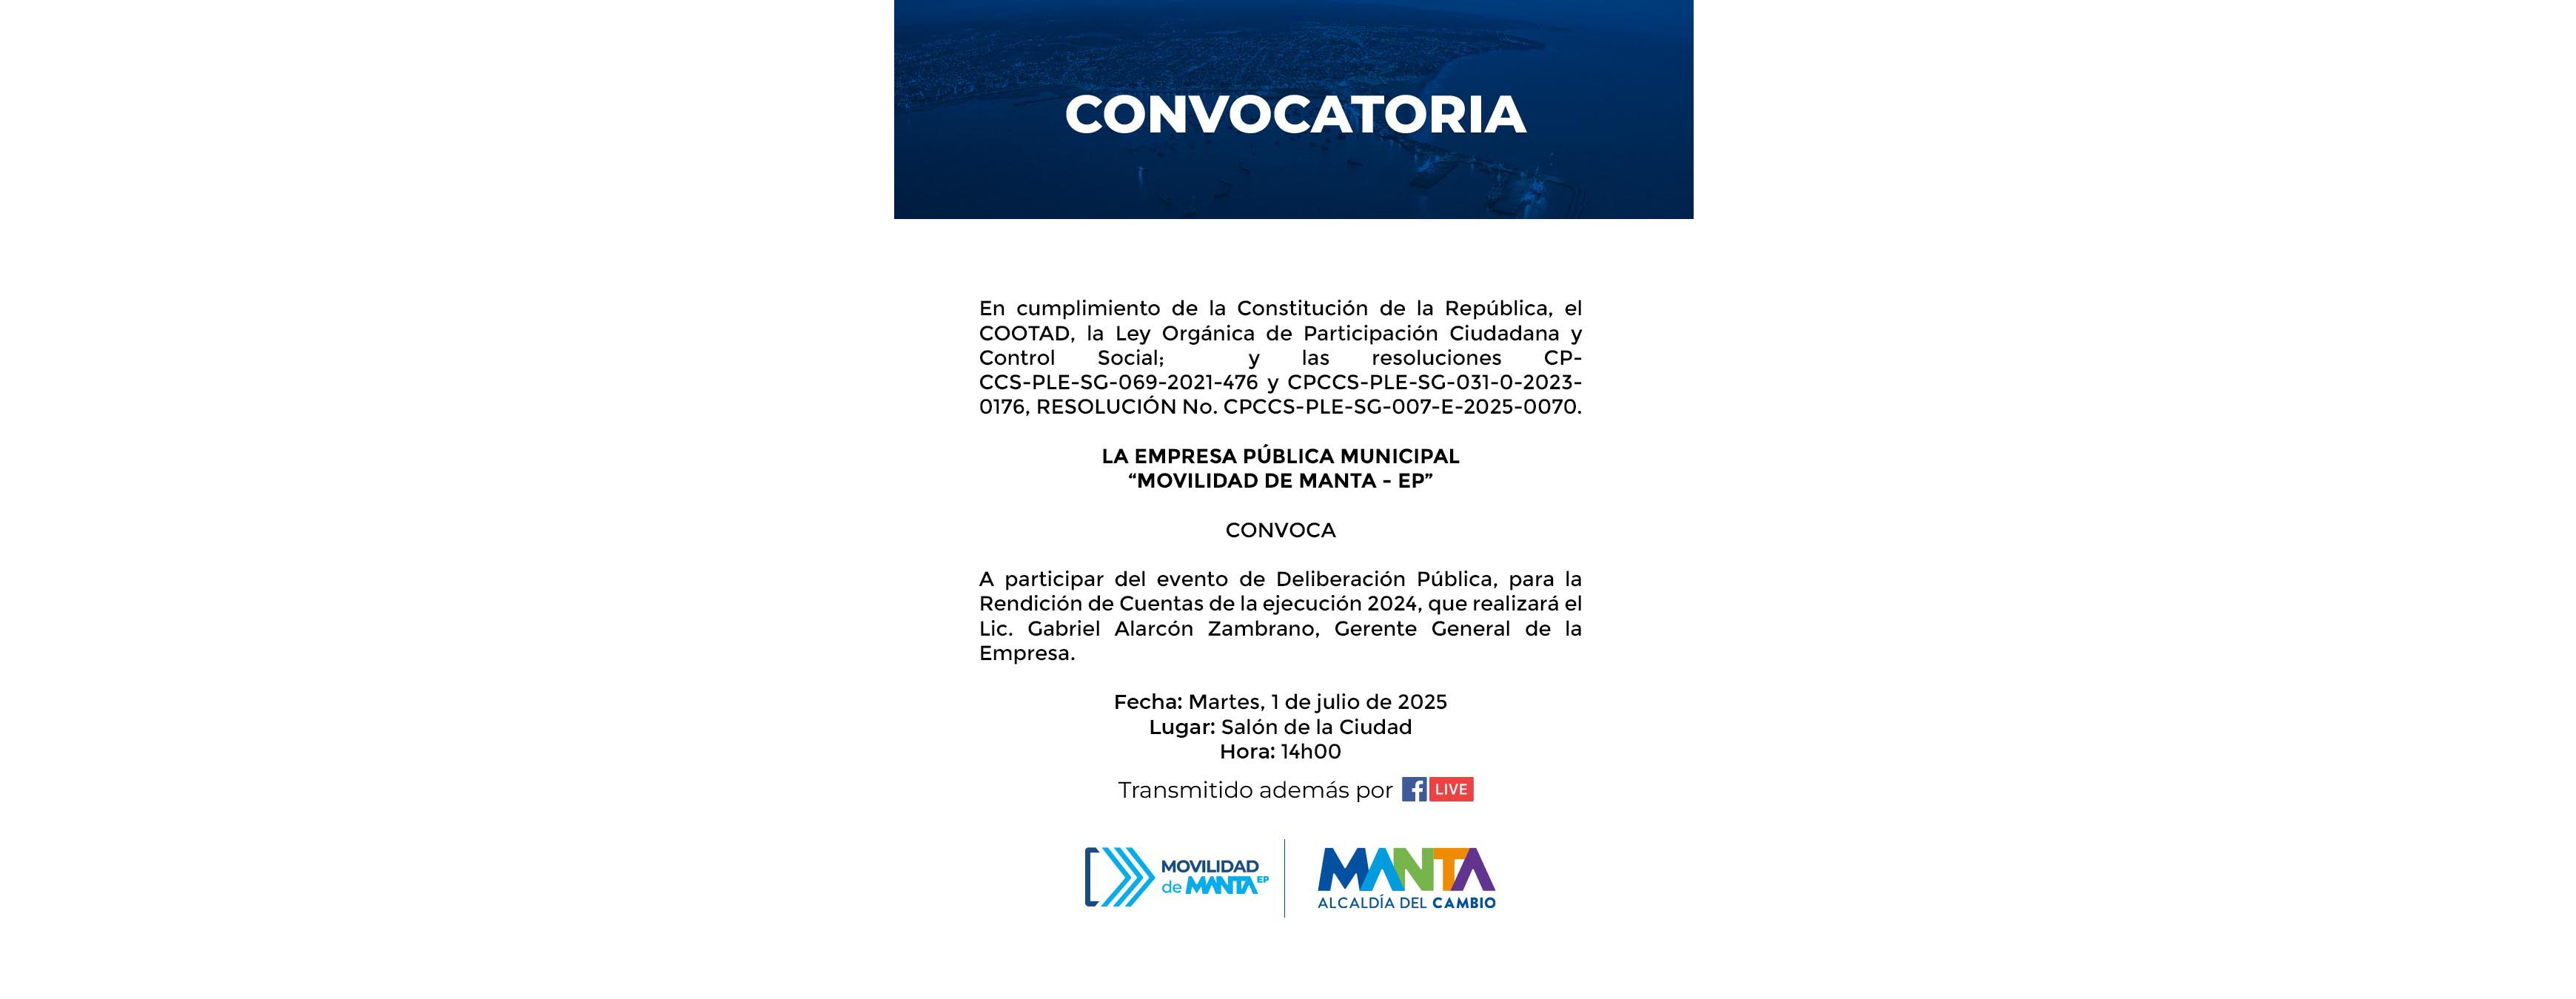 CONVOCATORIA
En cumplimiento de la Constitución de la República, el
COOTAD, la Ley Orgánica de Participación Ciudadana y
Control Social; y las resoluciones CP-
CCS-PLE-SG-069-2021-476 y CPCCS-PLE-SG-031-0-2023-
0176, RESOLUCIÓN No. CPCCS-PLE-SG-007-E-2025-0070.
LA EMPRESA PÚBLICA MUNICIPAL
“MOVILIDAD DE MANTA - EP”
CONVOCA
A participar del evento de Deliberación Pública, para la
Rendición de Cuentas de la ejecución 2024, que realizará el
Lic. Gabriel Alarcón Zambrano, Gerente General de la
Empresa.
Fecha: Martes, 1 de julio de 2025
Lugar: Salón de la Ciudad
Hora: 14h00
Transmitido además por f LIVE
MOVILIDAD
de MANTA EP
MANTA
ALCALDÍA DEL CAMBIO